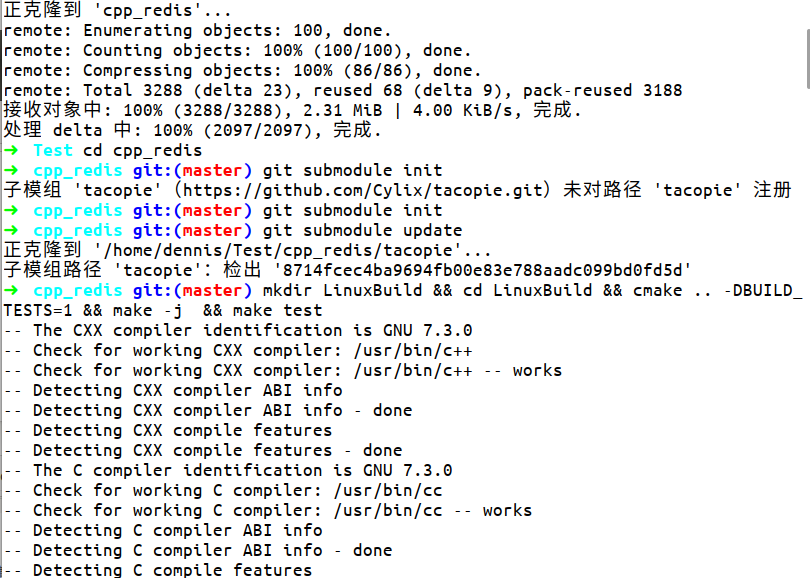 正克隆到 'cpp_redis'...
remote: Enumerating objects: 100, done.
remote: Counting objects: 100% (100/100), done.
remote: Compressing objects: 100% (86/86), done.
remote: Total 3288 (delta 23), reused 68 (delta 9), pack-reused 3188
接收对象中: 100% (3288/3288), 2.31 MiB | 4.00 KiB/s, 完成.
处理 delta 中: 100% (2097/2097), 完成.
➜ Test cd cpp_redis
➜ cpp_redis git:(master) git submodule init
子模组 'tacopie'（https://github.com/Cylix/tacopie.git）未对路径 'tacopie' 注册
➜ cpp_redis git:(master) git submodule init
➜ cpp_redis git:(master) git submodule update
正克隆到 '/home/dennis/Test/cpp_redis/tacopie'...
子模组路径 'tacopie'：检出 '8714fcec4ba9694fb00e83e788aadc099bd0fd5d'
➜ cpp_redis git:(master) mkdir LinuxBuild && cd LinuxBuild && cmake .. -DBUILD_
TESTS=1 && make -j  && make test
-- The CXX compiler identification is GNU 7.3.0
-- Check for working CXX compiler: /usr/bin/c++
-- Check for working CXX compiler: /usr/bin/c++ -- works
-- Detecting CXX compiler ABI info
-- Detecting CXX compiler ABI info - done
-- Detecting CXX compile features
-- Detecting CXX compile features - done
-- The C compiler identification is GNU 7.3.0
-- Check for working C compiler: /usr/bin/cc
-- Check for working C compiler: /usr/bin/cc -- works
-- Detecting C compiler ABI info
-- Detecting C compiler ABI info - done
-- Detecting C compile features